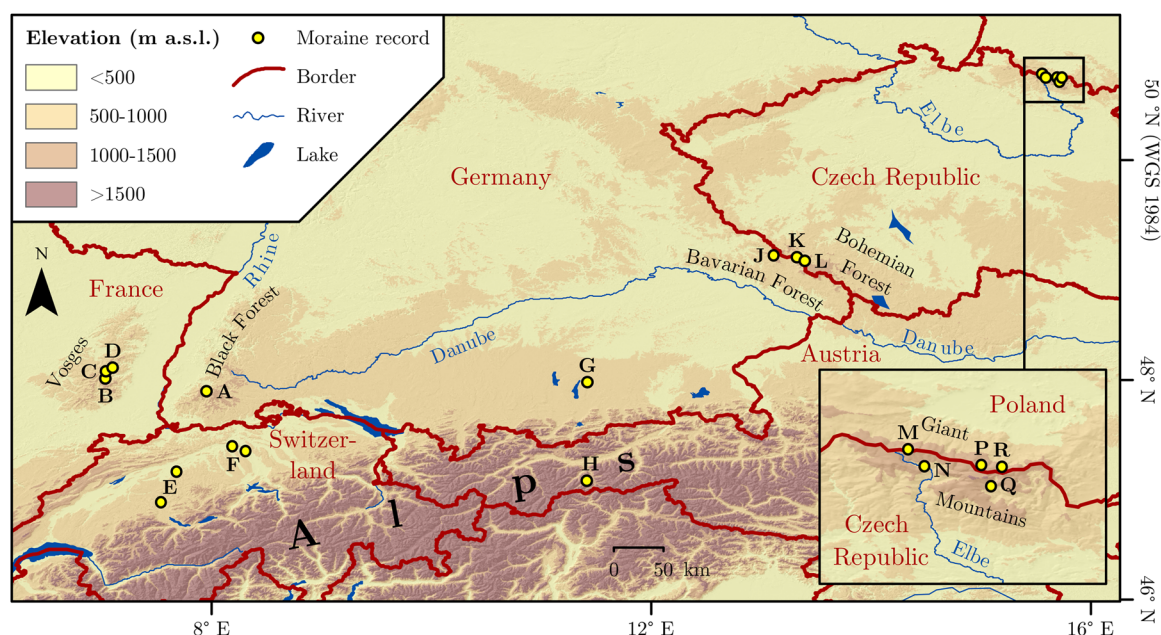 Elevation (m a.s.l.)
<500
500-1000
1000-1500
>1500
Moraine record
Border
River
Lake
N
France
Vosges
D
C
B
Rhine
Black Forest
A
Germany
Danube
G
Switzer-
land
F
E
H
A l p s
0 50 km
Czech Republic
Elbe
J
K
L
Bohemian
Forest
Bavarian Forest
Danube
Austria
Poland
Giant
Mountains
M
N
P
R
Q
Czech
Republic
Elbe
50 °N (WGS 1984)
48 °N
46 °N
8° E
12° E
16° E